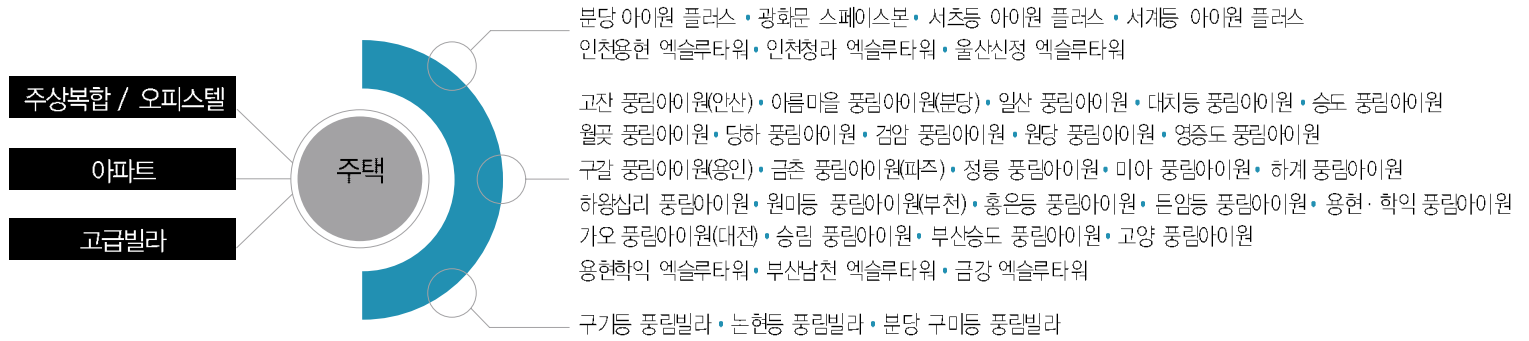 주상복합 / 오피스텔
아파트
고급빌라
주택
분당 아이원 플러스 • 광화문 스페이스본 • 서츠등 아이원 플러스 • 서계등 아이원 플러스
인천용현 엑슬루타워 • 인천청라 엑슬루타워 • 울산신정 엑슬루타워
고잔 풍림아이원(안산) • 아름마을 풍림아이원(분당) • 일산 풍림아이원 • 대치등 풍림아이원 • 승도 풍림아이원
월곶 풍림아이원 • 당하 풍림아이원 • 검암 풍림아이원 • 원당 풍림아이원 • 영증도 풍림아이원
구갈 풍림아이원(용인) • 금촌 풍림아이원(파즈) • 정릉 풍림아이원 • 미아 풍림아이원 • 하계 풍림아이원
하왕십리 풍림아이원 • 원미등 풍림아이원(부천) • 홍은등 풍림아이원 • 든암등 풍림아이원 • 용현 · 학익 풍림아이원
가오 풍림아이원(대전) • 승림 풍림아이원 • 부산승도 풍림아이원 • 고양 풍림아이원
용현학익 엑슬루타워 • 부산남천 엑슬루타워 • 금강 엑슬루타워
구기등 풍림빌라 • 논현등 풍림빌라 • 분당 구미등 풍림빌라